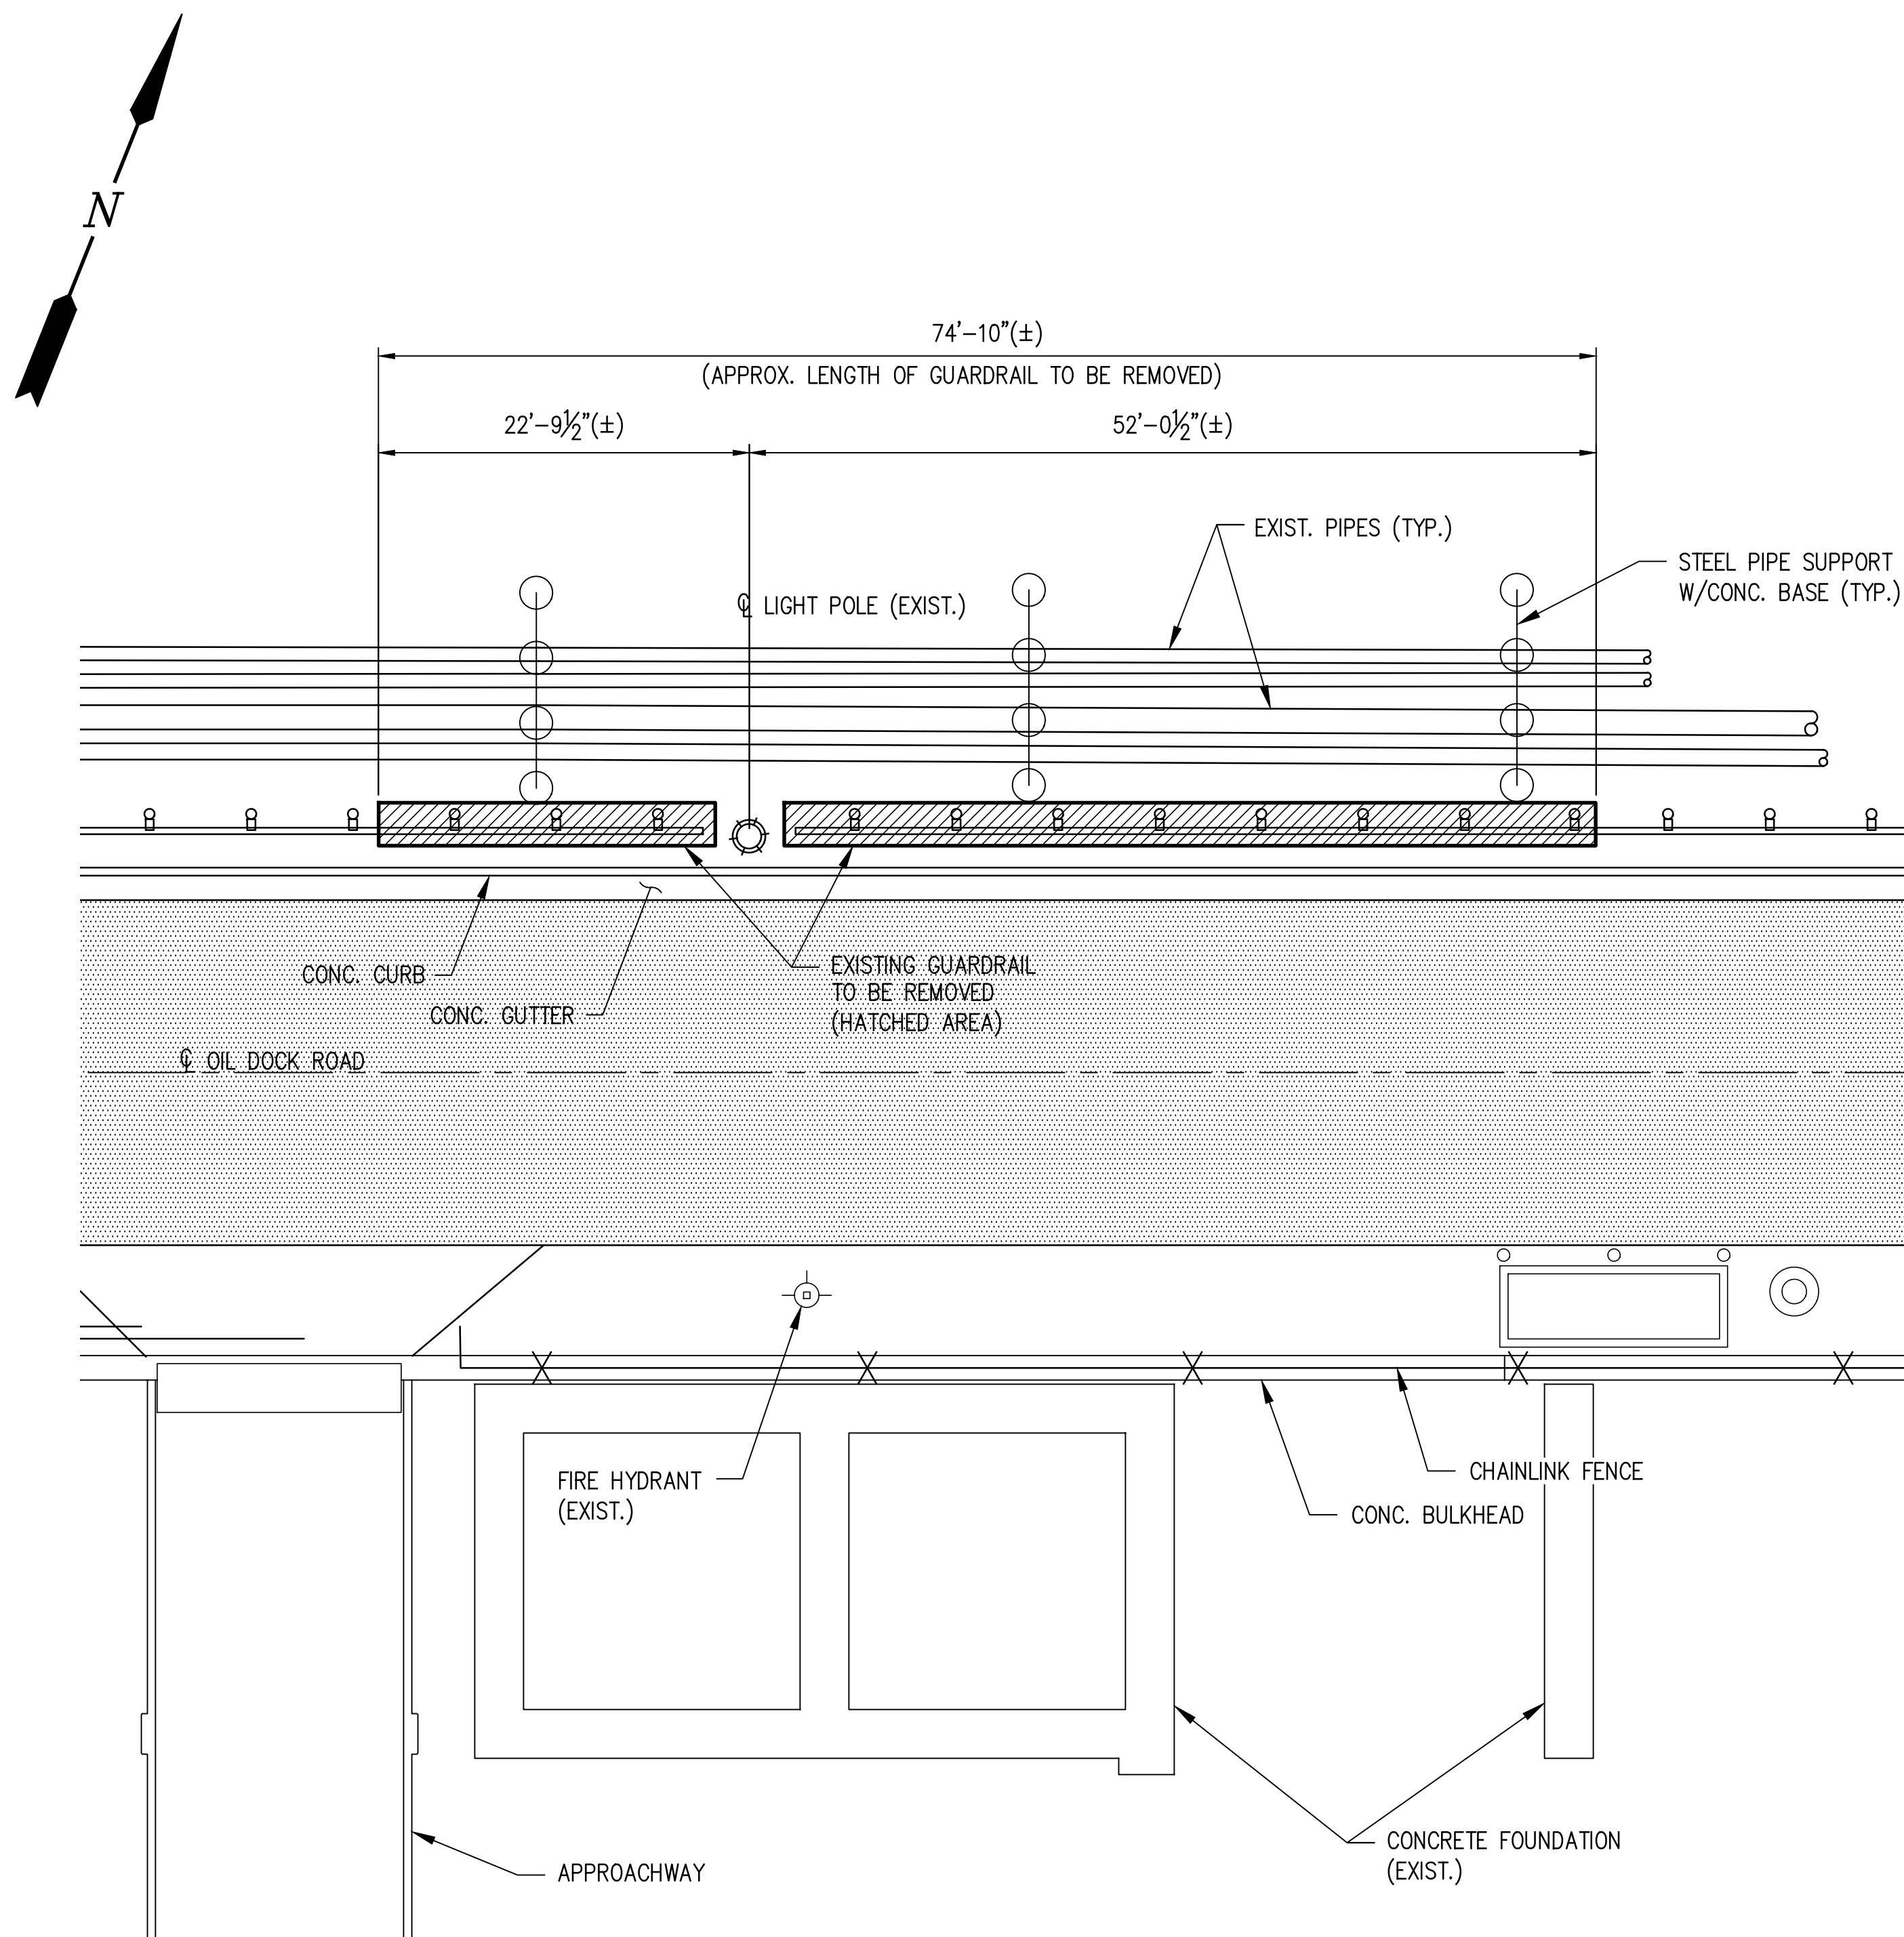 N
74'-10"(±)
(APPROX. LENGTH OF GUARDRAIL TO BE REMOVED)
22'-9½"(±)
52'-0½"(±)
EXIST. PIPES (TYP.)
STEEL PIPE SUPPORT
W/CONC. BASE (TYP.)
℄ LIGHT POLE (EXIST.)
EXISTING GUARDRAIL
TO BE REMOVED
(HATCHED AREA)
CONC. CURB
CONC. GUTTER
℄ OIL DOCK ROAD
FIRE HYDRANT
(EXIST.)
CHAINLINK FENCE
CONC. BULKHEAD
CONCRETE FOUNDATION
(EXIST.)
APPROACHWAY